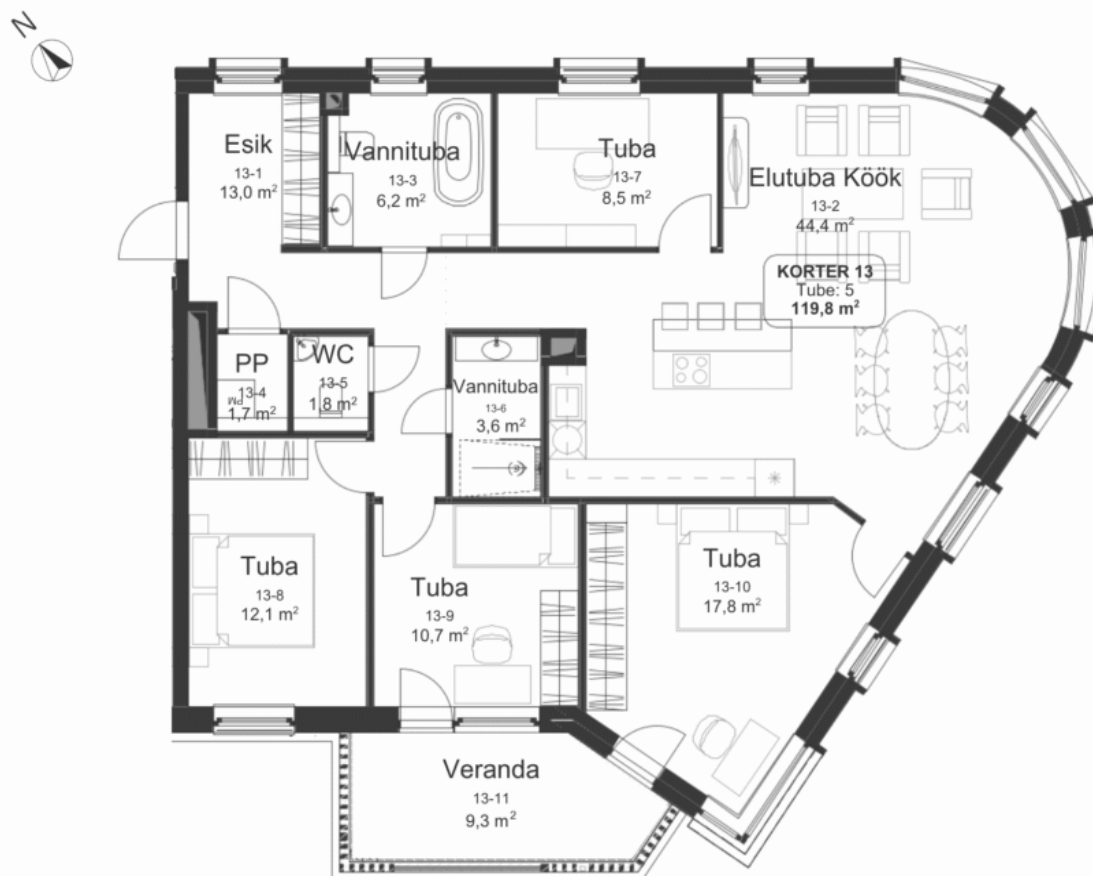 N
Esik
13-1
13,0 m²
Vannituba
13-3
6,2 m²
Tuba
13-7
8,5 m²
Elutuba Köök
13-2
44,4 m²
KORTER 13
Tube: 5
119,8 m²
PP
13-4
PM
1,7 m²
WC
13-5
1,8 m²
Vannituba
13-6
3,6 m²
Tuba
13-8
12,1 m²
Tuba
13-9
10,7 m²
Tuba
13-10
17,8 m²
Veranda
13-11
9,3 m²